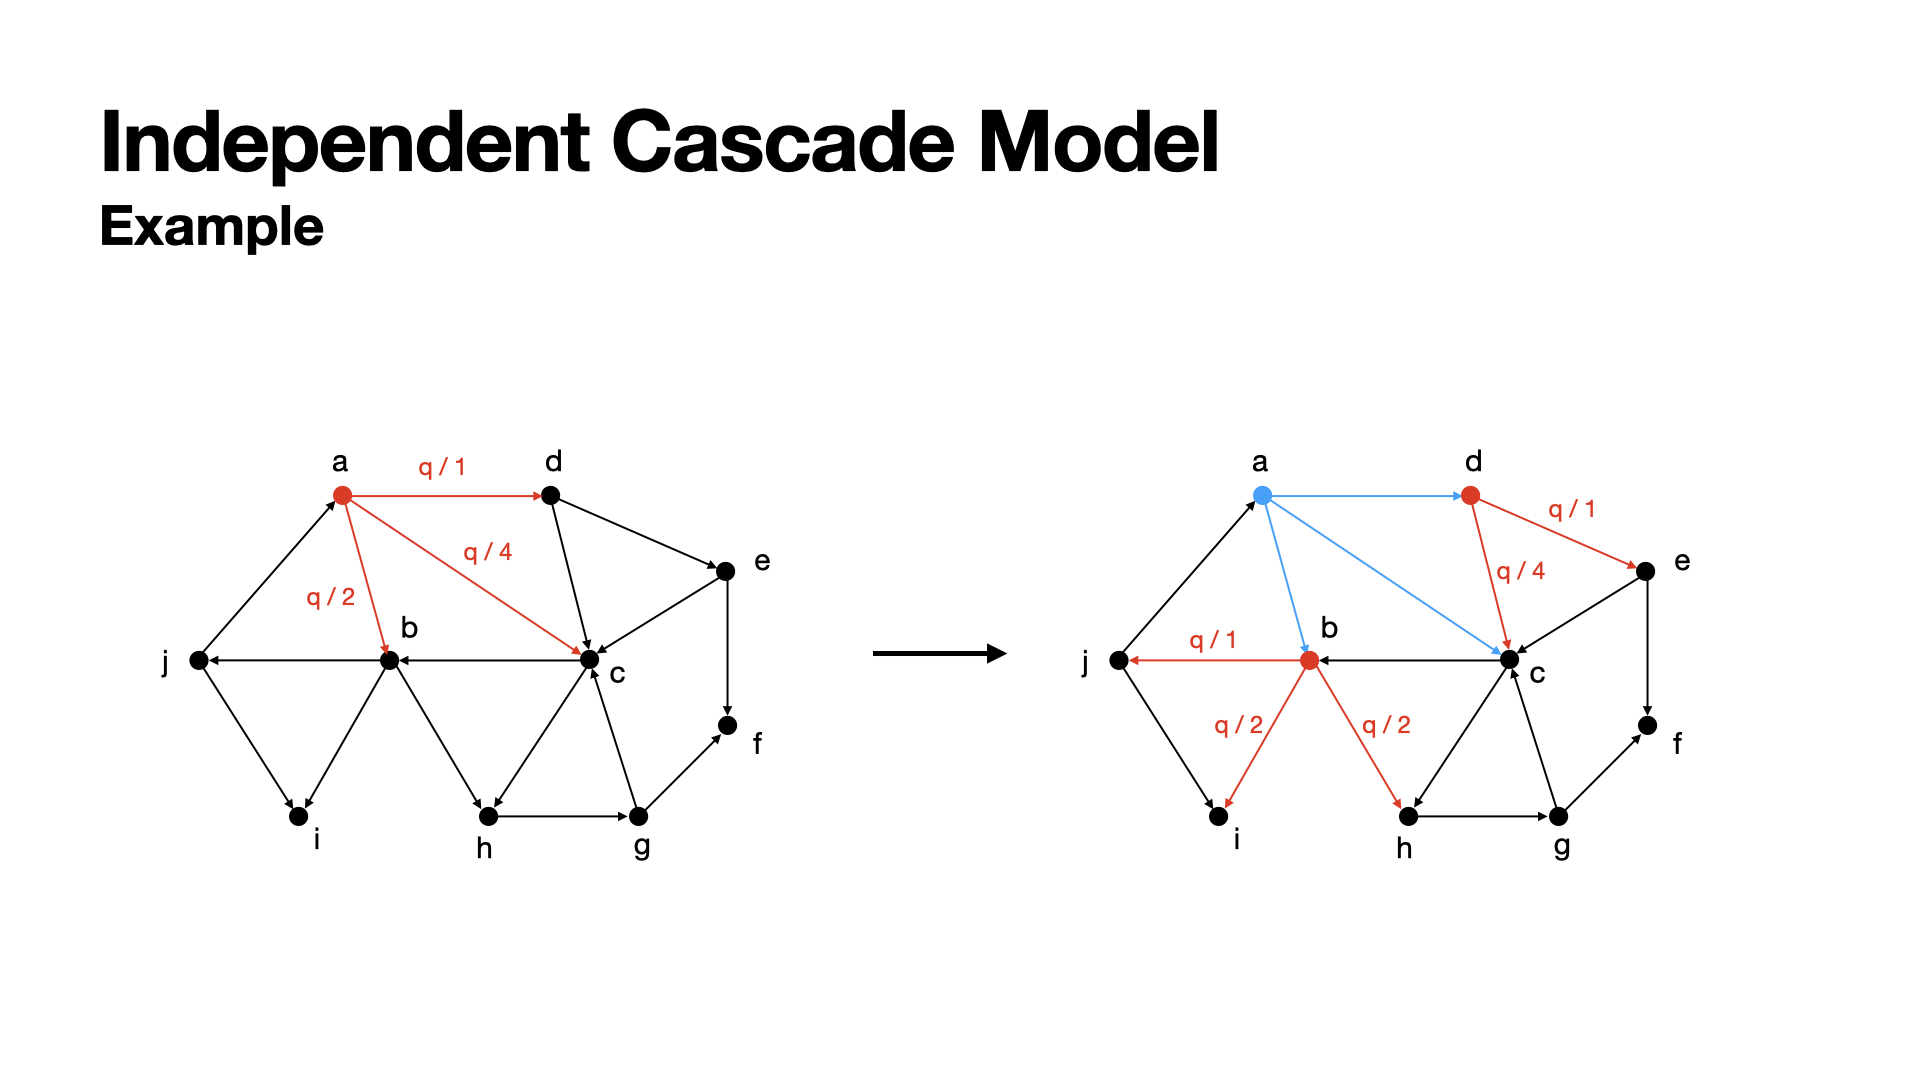 Independent Cascade Model
Example
a
q / 1
d
q / 4
e
q / 2
b
j
c
f
i
h
g
a
d
q / 1
e
q / 4
b
q / 1
j
c
q / 2
q / 2
f
i
h
g